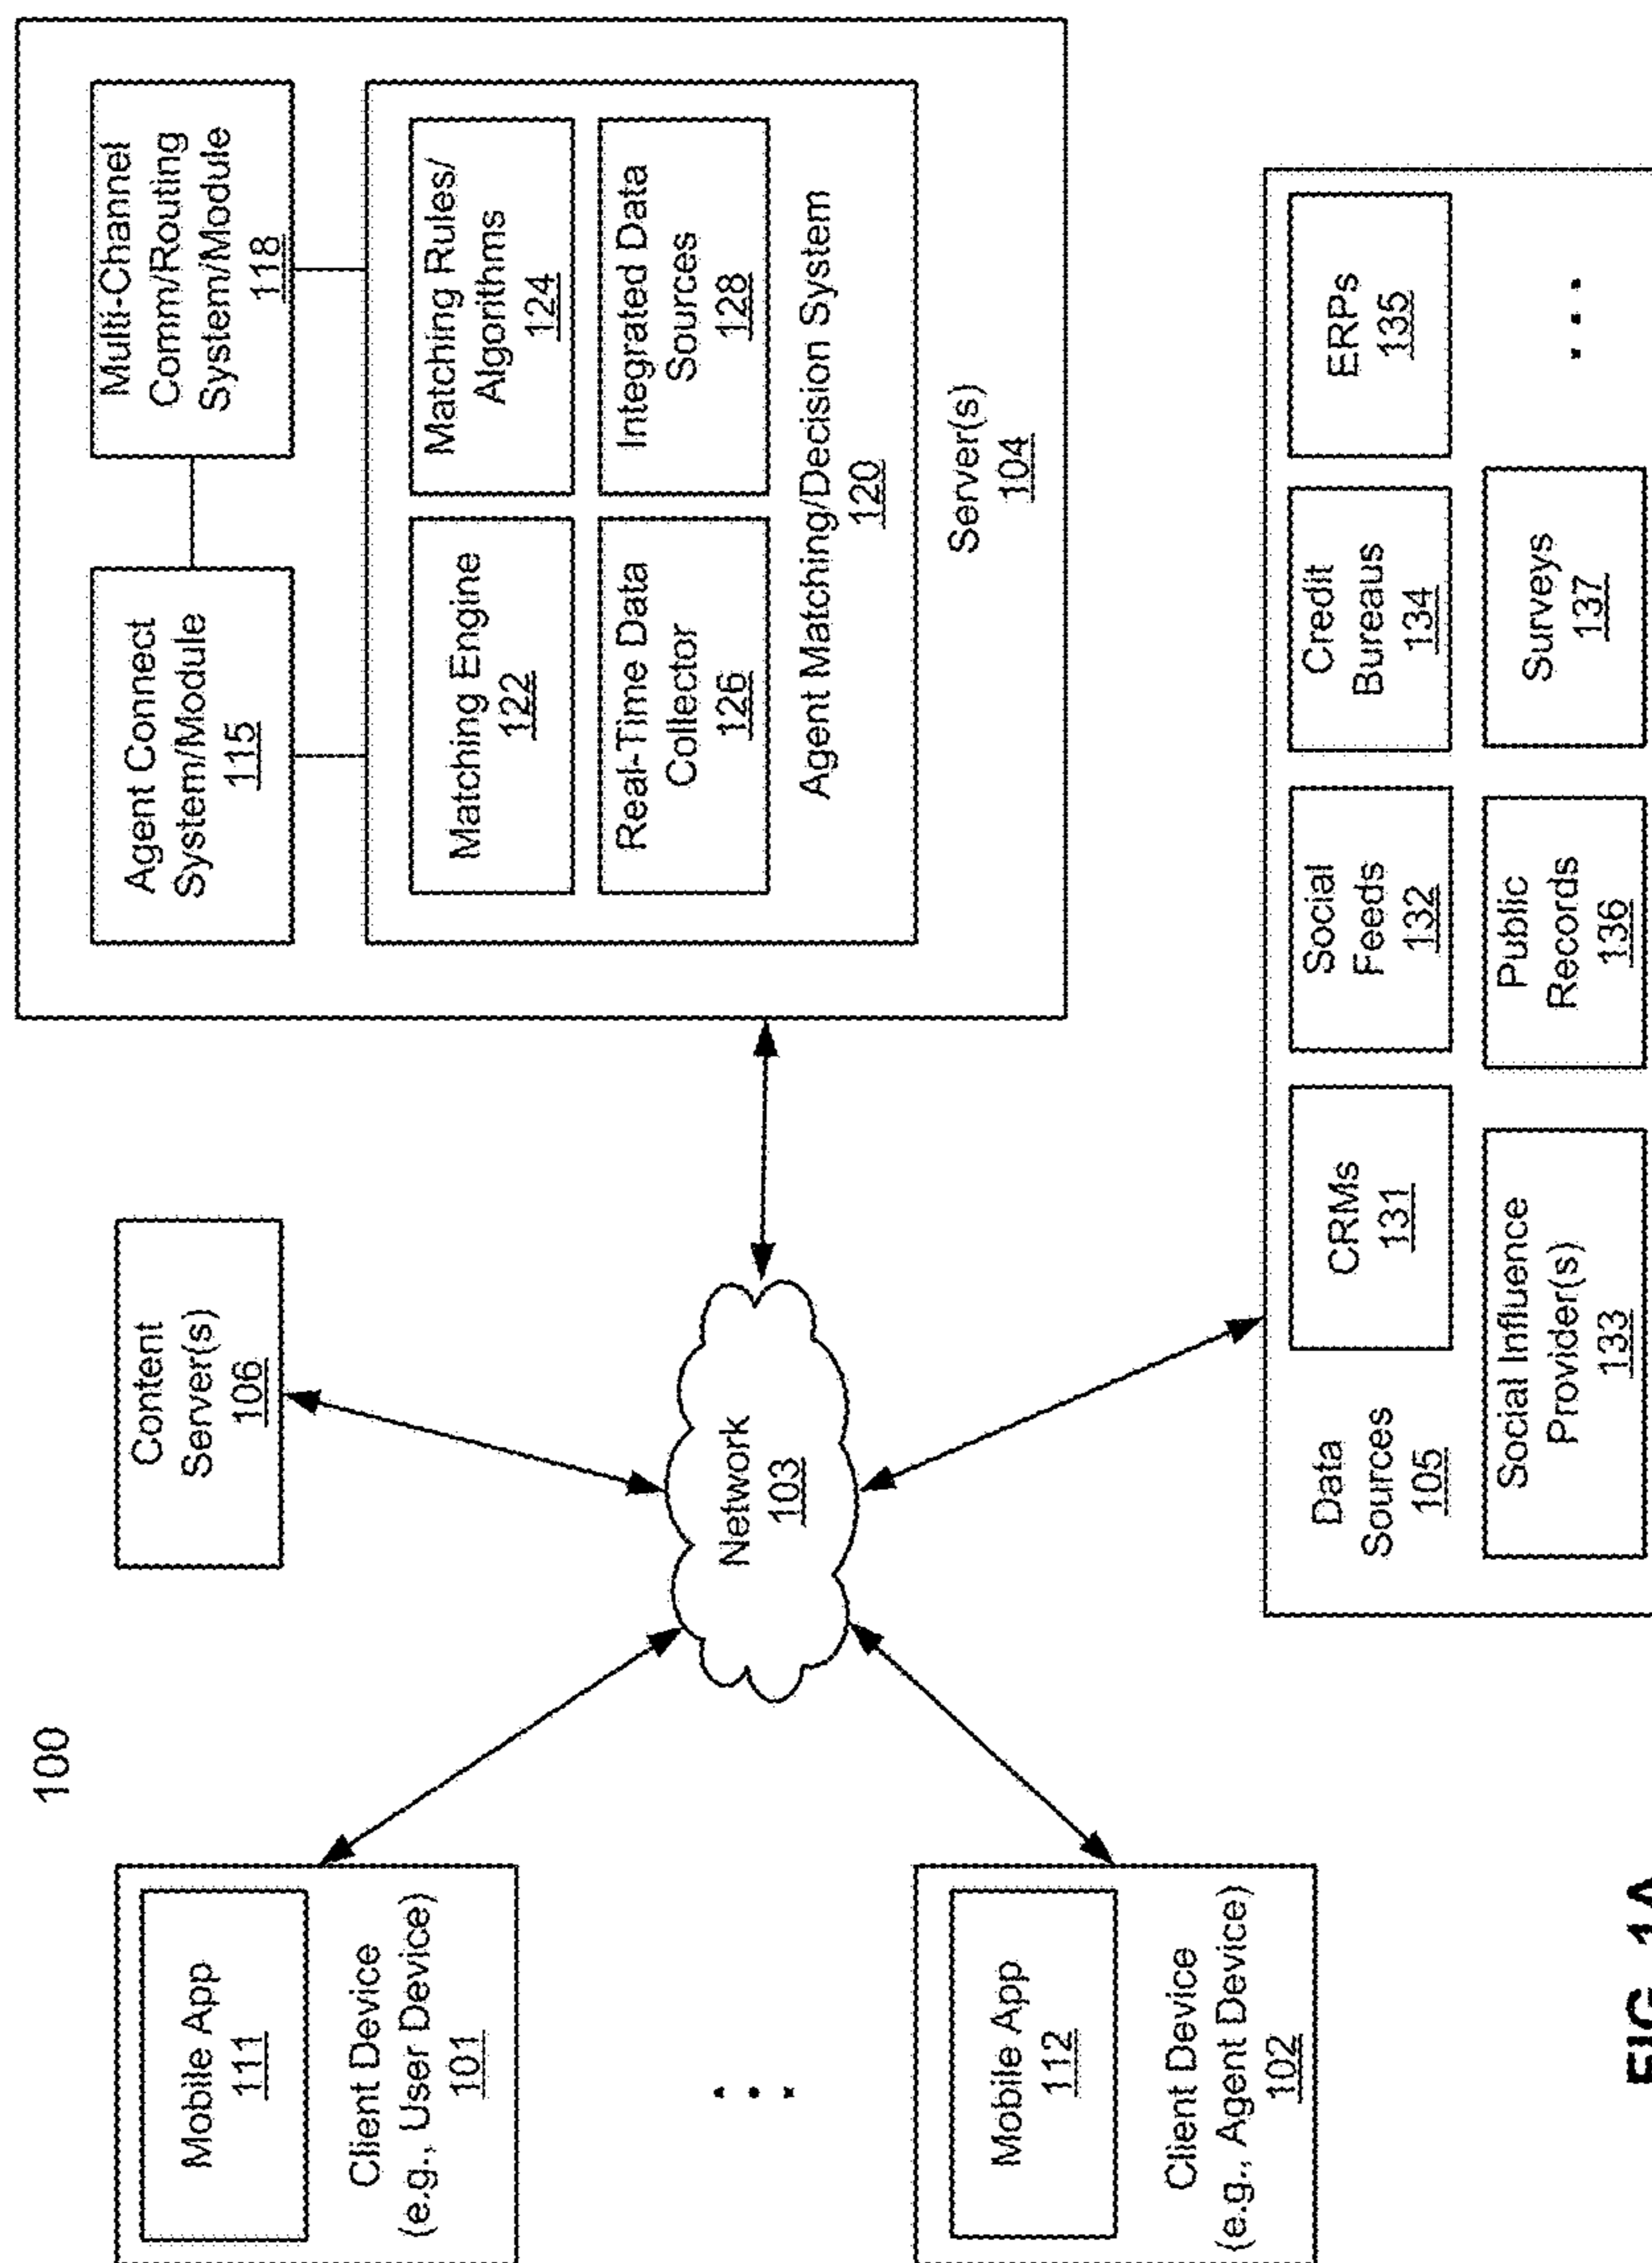 100
Mobile App
111
Client Device
(e.g., User Device)
101
Mobile App
112
Client Device
(e.g., Agent Device)
102
Content
Server(s)
106
Network
103
Agent Connect
System/Module
115
Multi-Channel
Comm/Routing
System/Module
118
Matching Engine
122
Matching Rules/
Algorithms
124
Real-Time Data
Collector
126
Integrated Data
Sources
128
Agent Matching/Decision System
120
Server(s)
104
Data
Sources
105
CRMs
131
Social
Feeds
132
Credit
Bureaus
134
ERPs
135
Social Influence
Provider(s)
133
Public
Records
136
Surveys
137
FIG. 1A